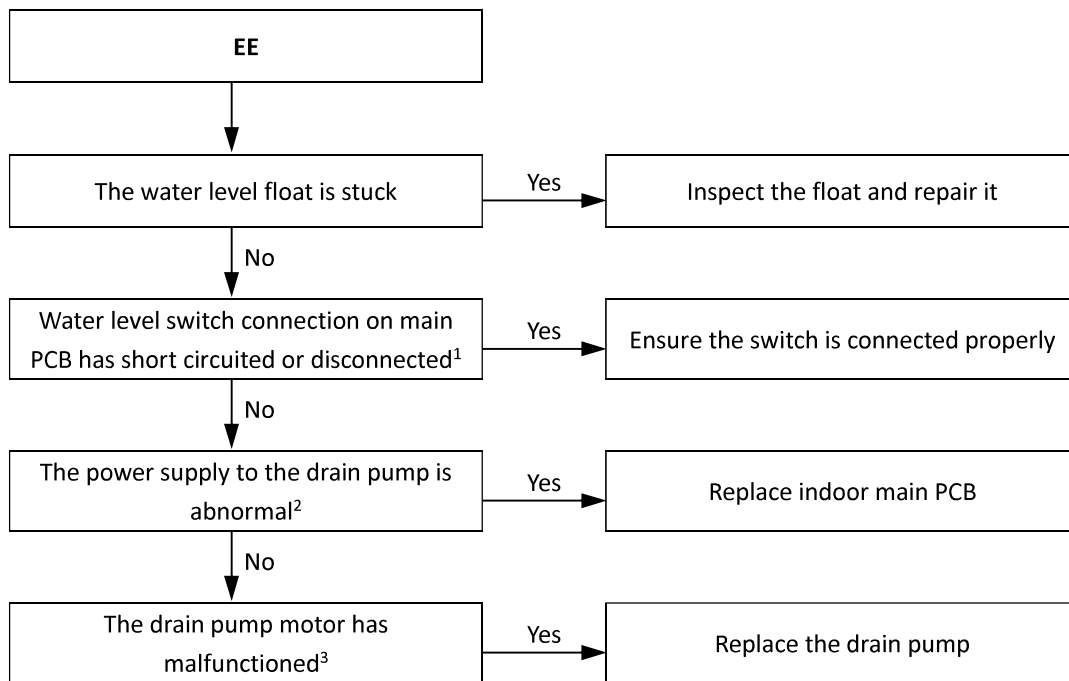 EE
The water level float is stuck
Yes
Inspect the float and repair it
No
Water level switch connection on main
PCB has short circuited or disconnected¹
Yes
Ensure the switch is connected properly
No
The power supply to the drain pump is
abnormal²
Yes
Replace indoor main PCB
No
The drain pump motor has
malfunctioned³
Yes
Replace the drain pump